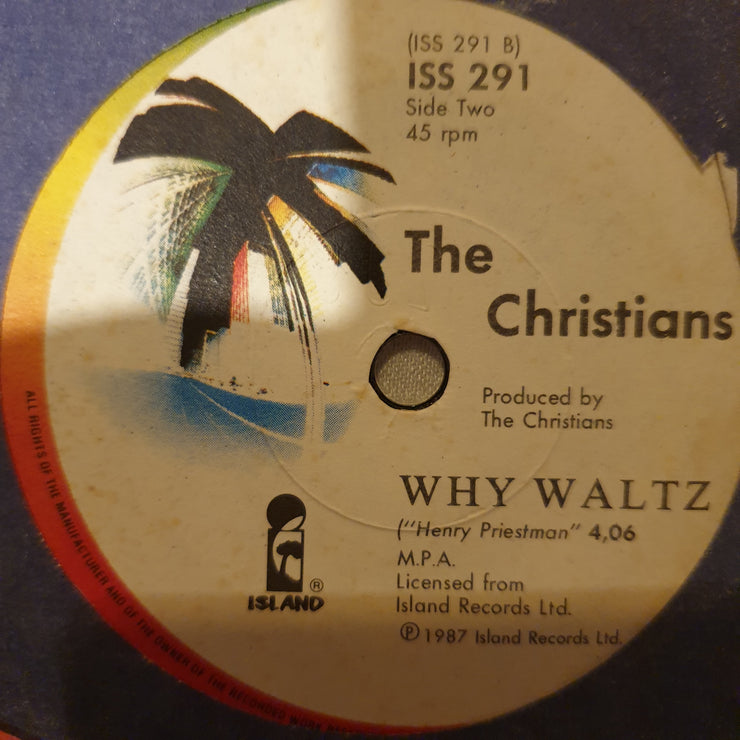 (ISS 291 B)
ISS 291
Side Two
45 rpm
The
Christians
Produced by
The Christians
WHY WALTZ
("Henry Priestman" 4,06
M.P.A.
Licensed from
Island Records Ltd.
℗ 1987 Island Records Ltd.
®
ISLAND
ALL RIGHTS OF THE MANUFACTURER AND OF THE OWNER OF THE RECORDED WORK